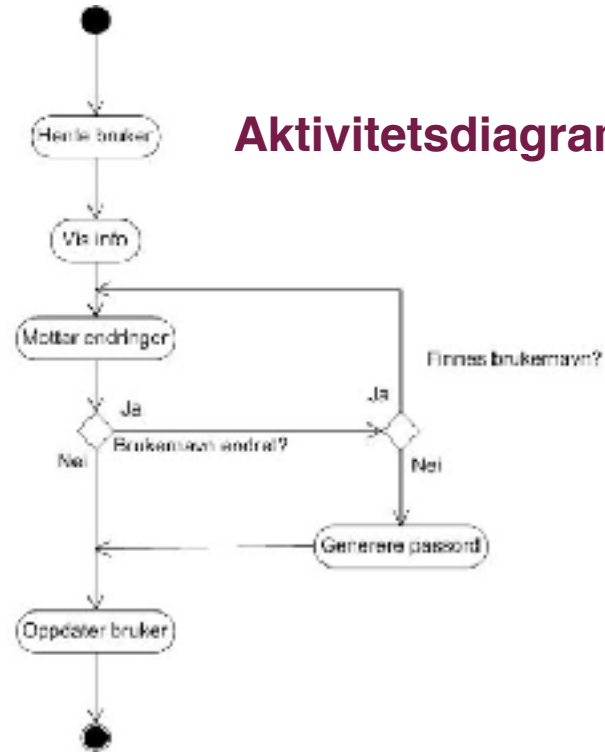 Hente bruker
Aktivitetsdiagram
Vis info
Mottar endringer
Finnes brukernavn?
Ja
Ja
Brukernavn endret?
Nei
Nei
Generere passord
Oppdater bruker